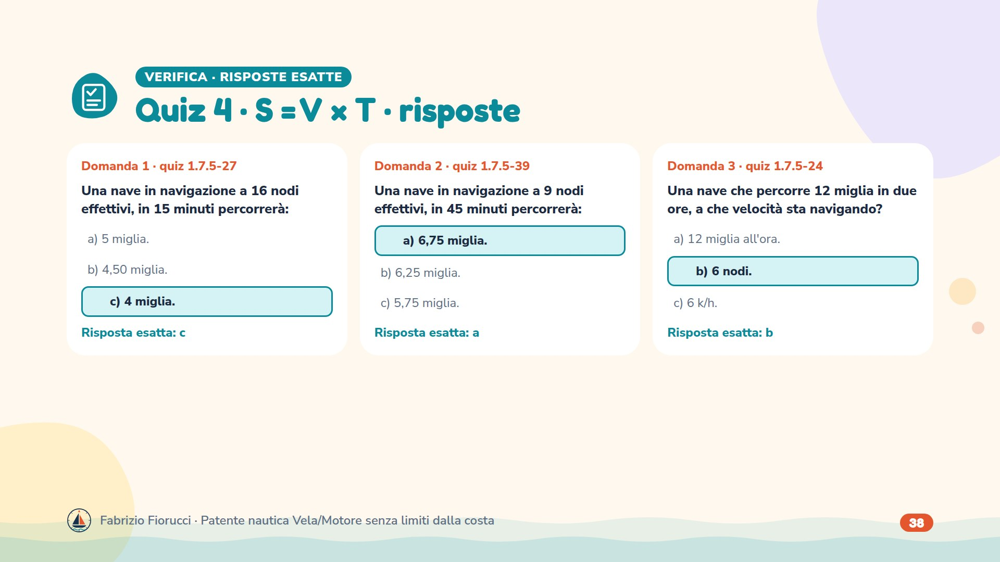 VERIFICA · RISPOSTE ESATTE
Quiz 4 · S = V × T · risposte
Domanda 1 · quiz 1.7.5-27
Una nave in navigazione a 16 nodi
effettivi, in 15 minuti percorrerà:
a) 5 miglia.
b) 4,50 miglia.
c) 4 miglia.
Risposta esatta: c
Domanda 2 · quiz 1.7.5-39
Una nave in navigazione a 9 nodi
effettivi, in 45 minuti percorrerà:
a) 6,75 miglia.
b) 6,25 miglia.
c) 5,75 miglia.
Risposta esatta: a
Domanda 3 · quiz 1.7.5-24
Una nave che percorre 12 miglia in due
ore, a che velocità sta navigando?
a) 12 miglia all'ora.
b) 6 nodi.
c) 6 k/h.
Risposta esatta: b
Fabrizio Fiorucci · Patente nautica Vela/Motore senza limiti dalla costa
38